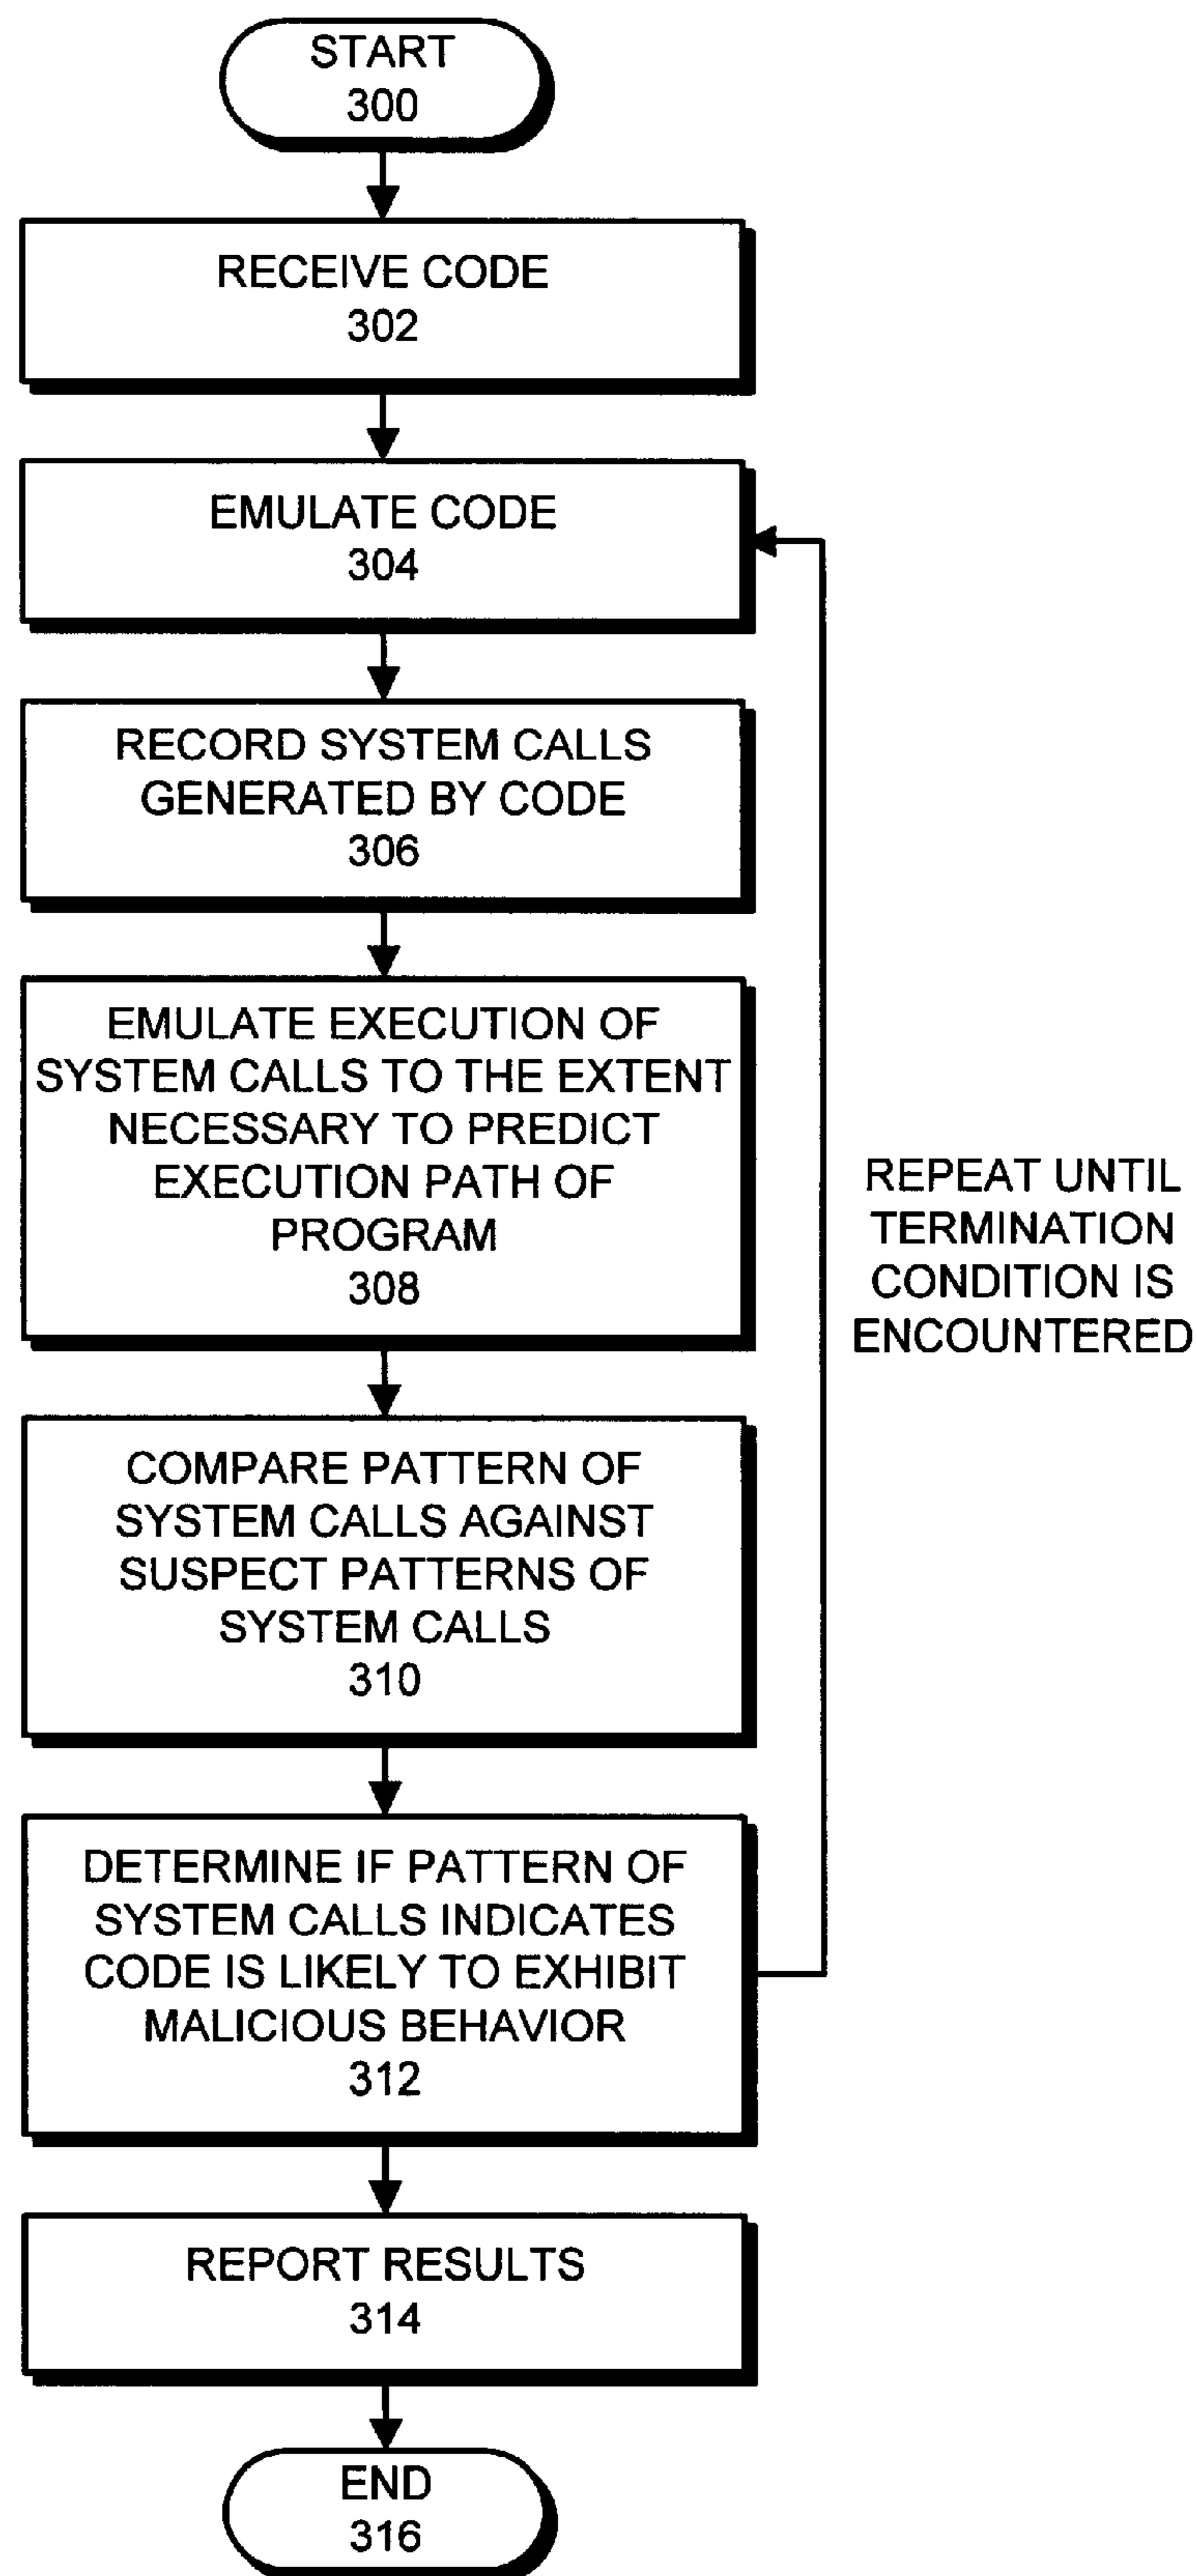 START
300
RECEIVE CODE
302
EMULATE CODE
304
RECORD SYSTEM CALLS
GENERATED BY CODE
306
EMULATE EXECUTION OF
SYSTEM CALLS TO THE EXTENT
NECESSARY TO PREDICT
EXECUTION PATH OF
PROGRAM
308
REPEAT UNTIL
TERMINATION
CONDITION IS
ENCOUNTERED
COMPARE PATTERN OF
SYSTEM CALLS AGAINST
SUSPECT PATTERNS OF
SYSTEM CALLS
310
DETERMINE IF PATTERN OF
SYSTEM CALLS INDICATES
CODE IS LIKELY TO EXHIBIT
MALICIOUS BEHAVIOR
312
REPORT RESULTS
314
END
316